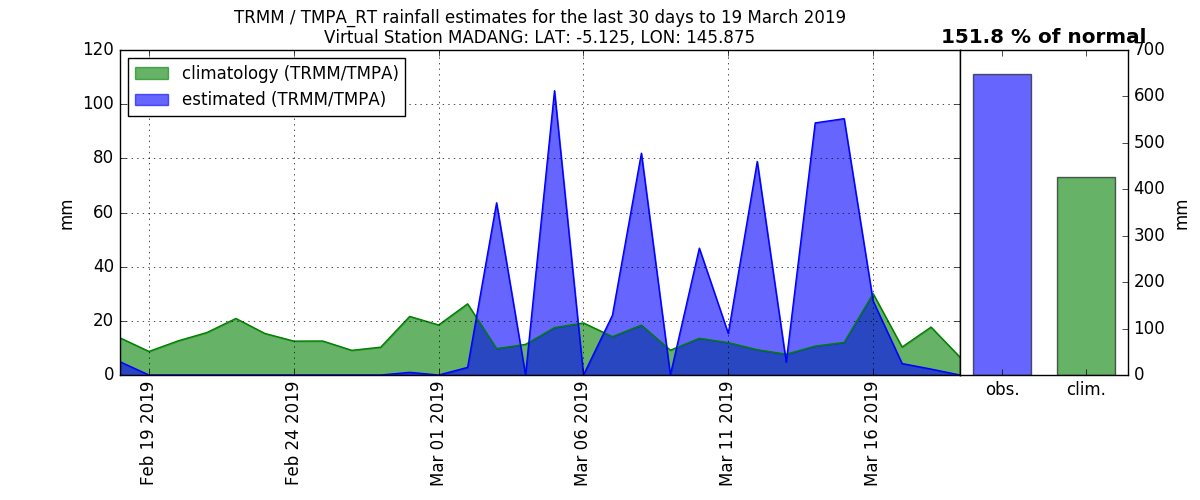 TRMM / TMPA_RT rainfall estimates for the last 30 days to 19 March 2019
Virtual Station MADANG: LAT: -5.125, LON: 145.875
151.8 % of normal
climatology (TRMM/TMPA)
estimated (TRMM/TMPA)
120
100
80
60
40
20
0
mm
Feb 19 2019
Feb 24 2019
Mar 01 2019
Mar 06 2019
Mar 11 2019
Mar 16 2019
obs.
clim.
700
600
500
400
300
200
100
0
mm